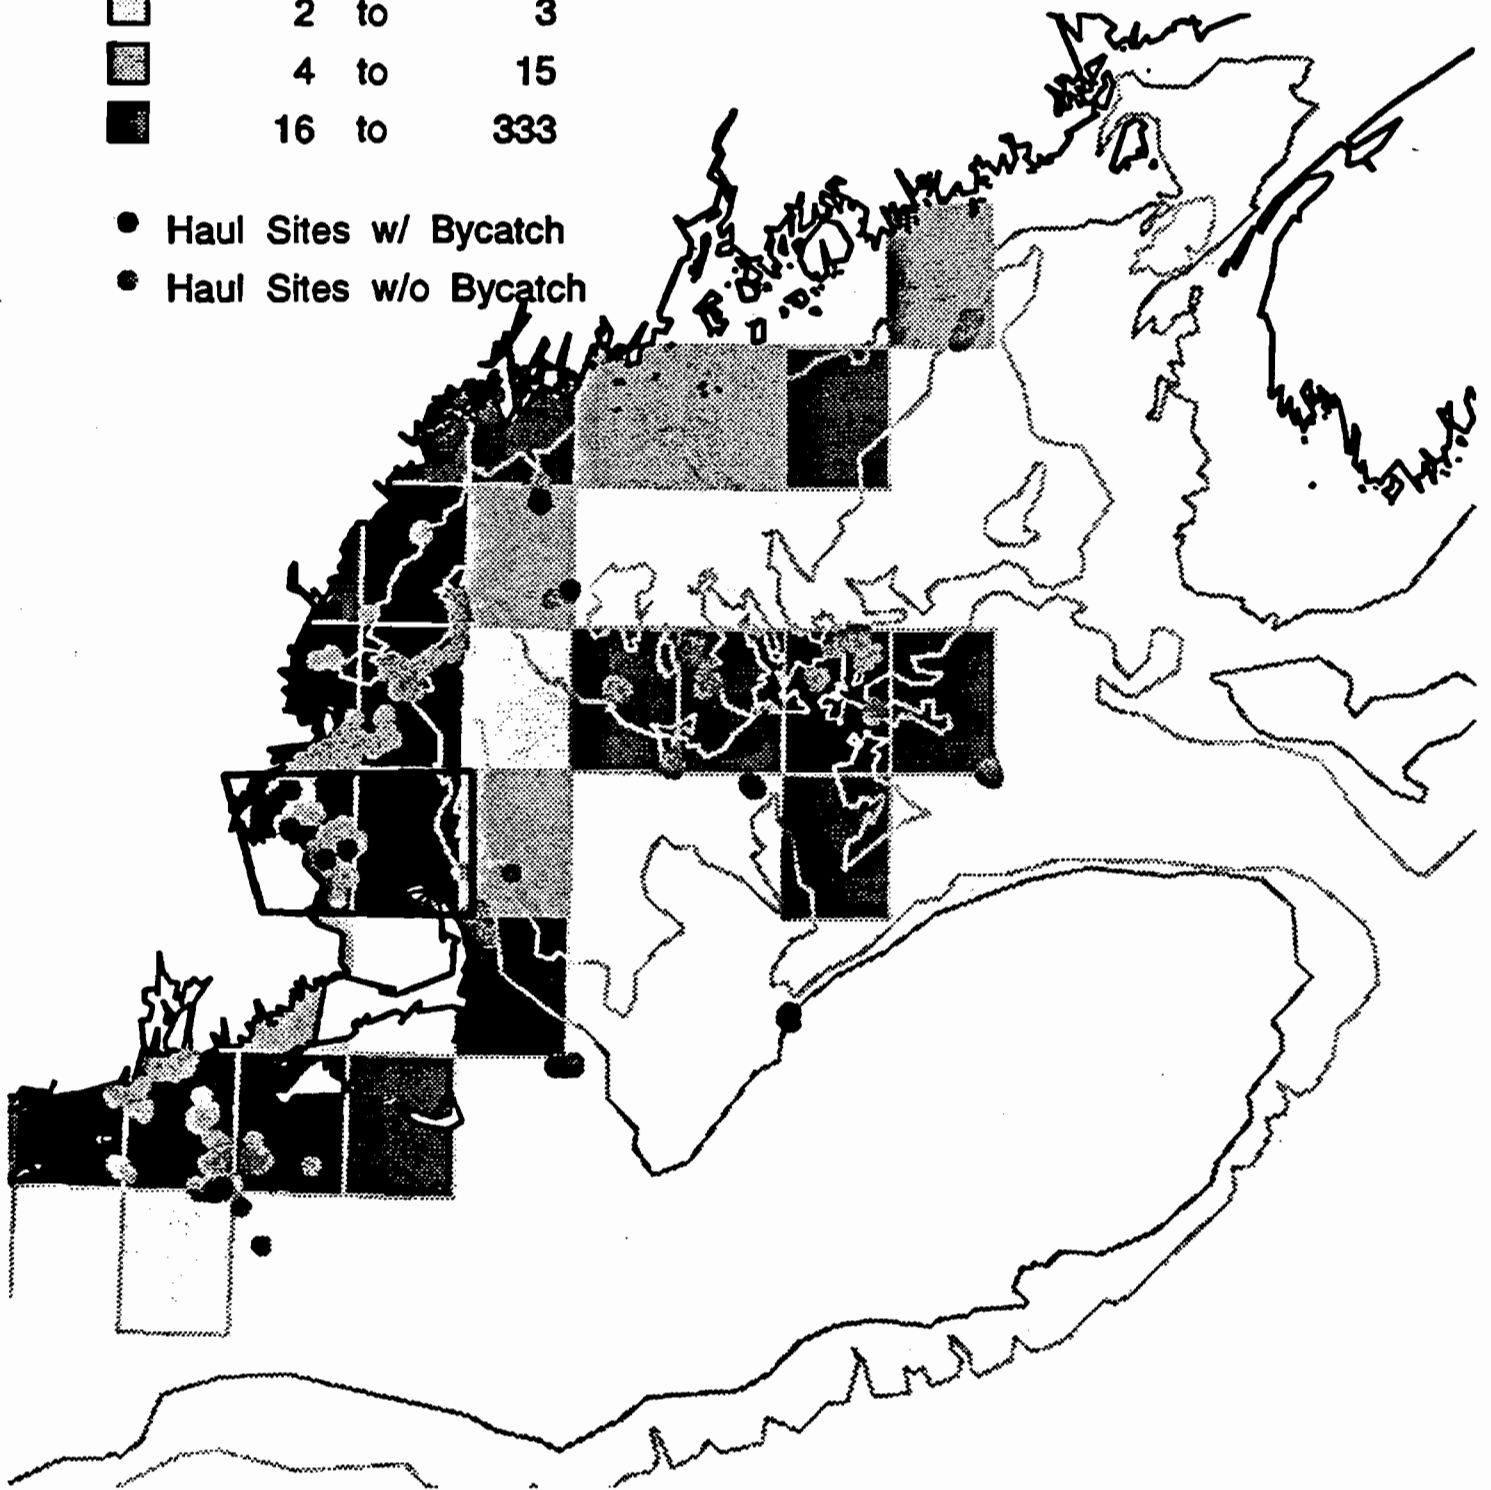 2 to 3
4 to 15
16 to 333
Haul Sites w/ Bycatch
Haul Sites w/o Bycatch